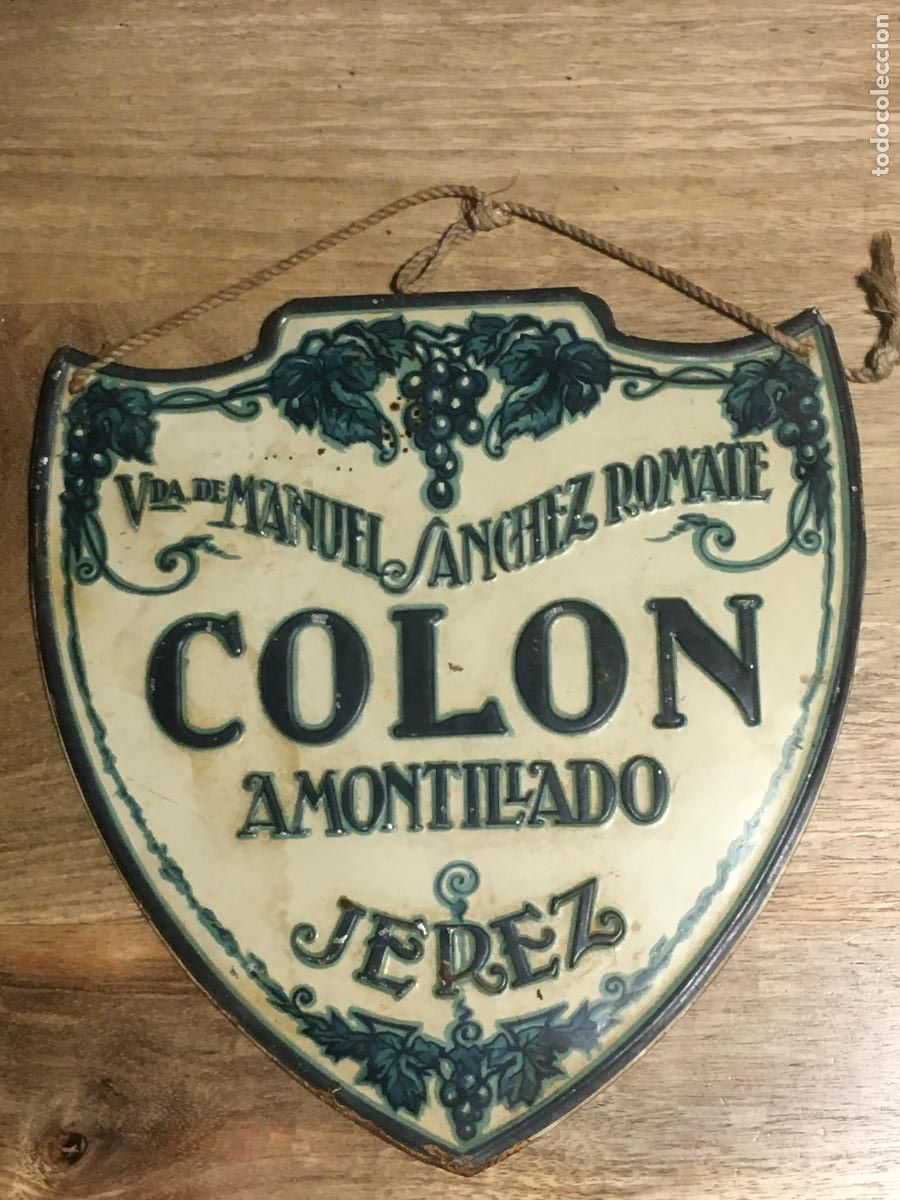 todocoleccion
VDA. DE MANUEL SANCHEZ ROMATE
COLON
AMONTILLADO
JEREZ